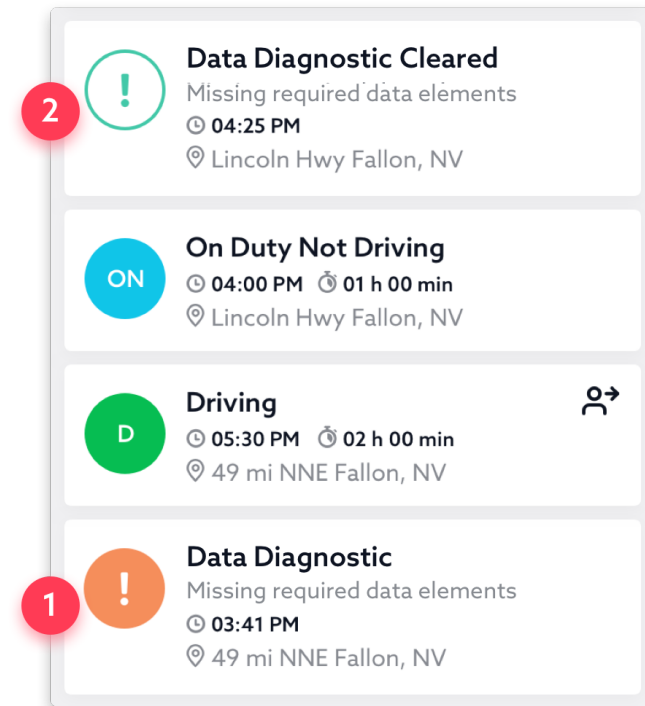 Data Diagnostic Cleared
2
!
Missing required data elements
04:25 PM
Lincoln Hwy Fallon, NV
On Duty Not Driving
ON
04:00 PM 01 h 00 min
Lincoln Hwy Fallon, NV
Driving
D
05:30 PM 02 h 00 min
49 mi NNE Fallon, NV
Data Diagnostic
1
!
Missing required data elements
03:41 PM
49 mi NNE Fallon, NV